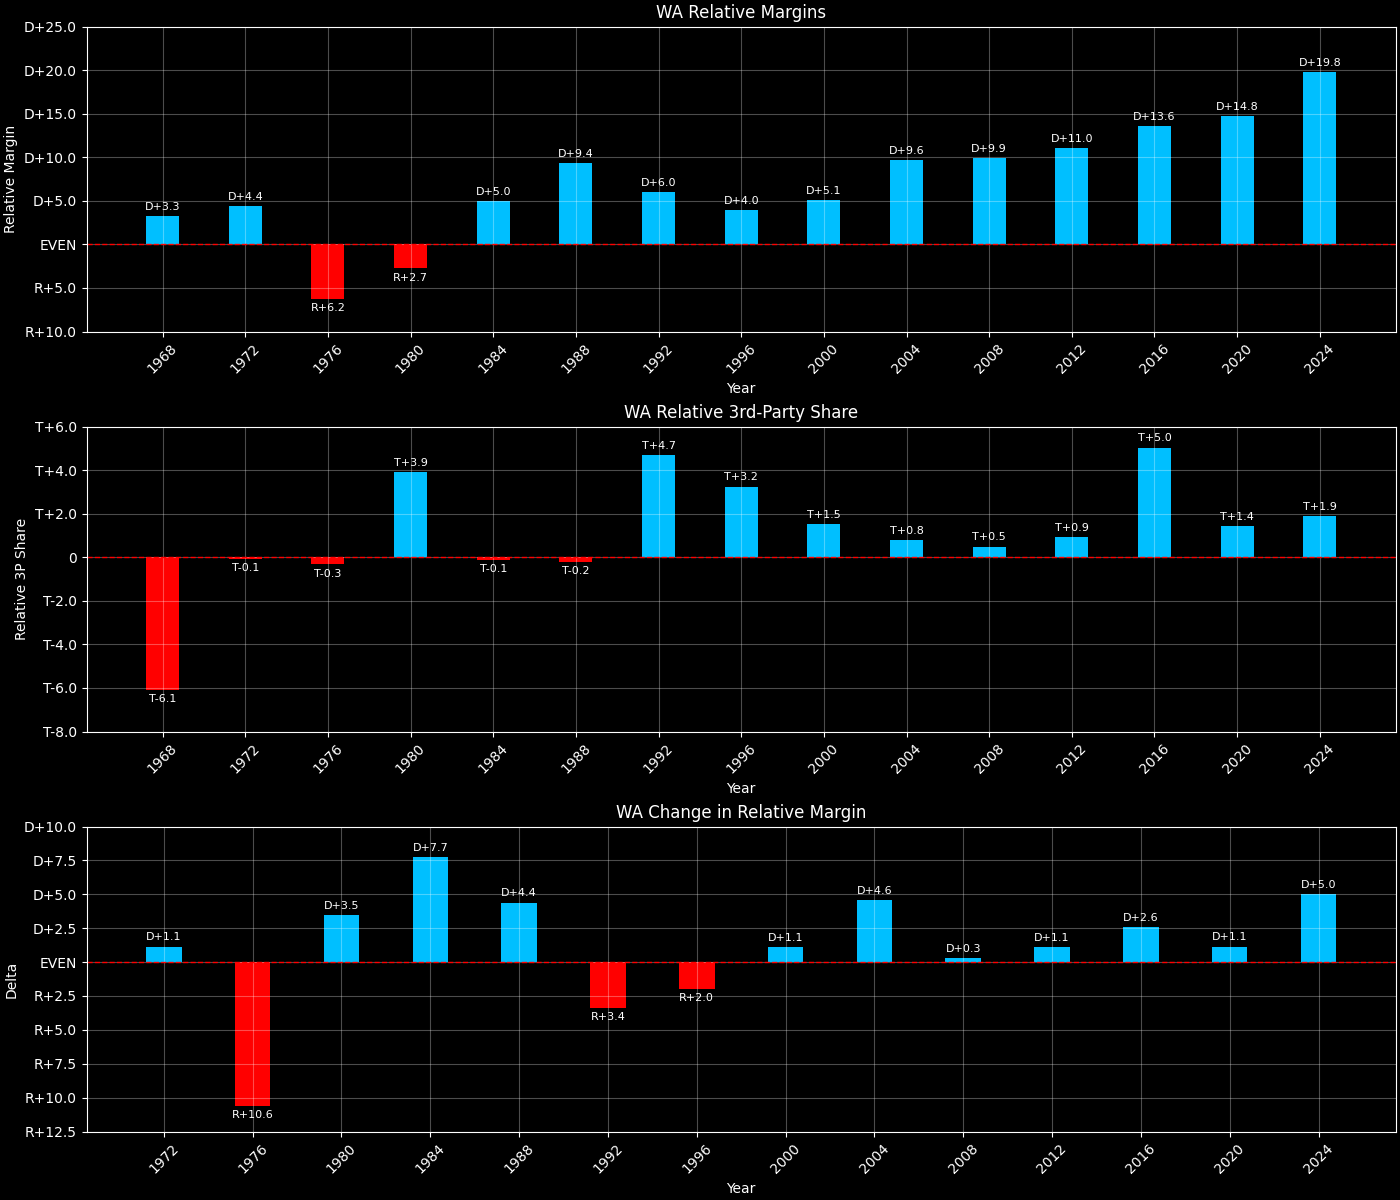 WA Relative Margins
D+25.0
D+20.0
D+15.0
D+10.0
D+5.0
EVEN
R+5.0
R+10.0
Relative Margin
D+3.3
D+4.4
R+6.2
R+2.7
D+5.0
D+9.4
D+6.0
D+4.0
D+5.1
D+9.6
D+9.9
D+11.0
D+13.6
D+14.8
D+19.8
1968
1972
1976
1980
1984
1988
1992
1996
2000
2004
2008
2012
2016
2020
2024
Year
WA Relative 3rd-Party Share
T+6.0
T+4.0
T+2.0
0
T-2.0
T-4.0
T-6.0
T-8.0
Relative 3P Share
T-6.1
T-0.1
T-0.3
T+3.9
T-0.1
T-0.2
T+4.7
T+3.2
T+1.5
T+0.8
T+0.5
T+0.9
T+5.0
T+1.4
T+1.9
1968
1972
1976
1980
1984
1988
1992
1996
2000
2004
2008
2012
2016
2020
2024
Year
WA Change in Relative Margin
D+10.0
D+7.5
D+5.0
D+2.5
EVEN
R+2.5
R+5.0
R+7.5
R+10.0
R+12.5
Delta
D+1.1
R+10.6
D+3.5
D+7.7
D+4.4
R+3.4
R+2.0
D+1.1
D+4.6
D+0.3
D+1.1
D+2.6
D+1.1
D+5.0
1972
1976
1980
1984
1988
1992
1996
2000
2004
2008
2012
2016
2020
2024
Year